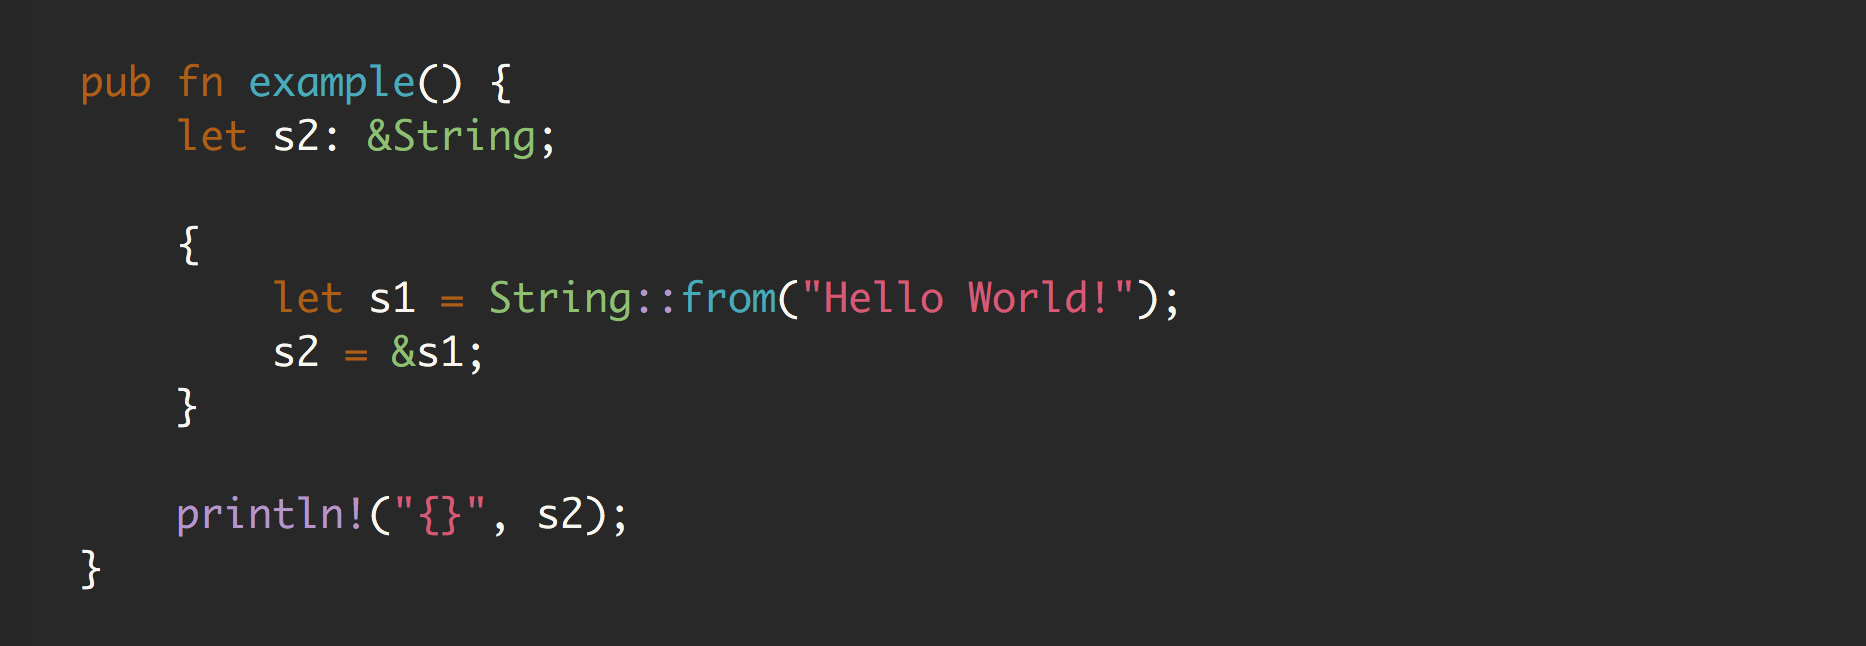 pub fn example() {
    let s2: &String;

    {
        let s1 = String::from("Hello World!");
        s2 = &s1;
    }

    println!("{}", s2);
}